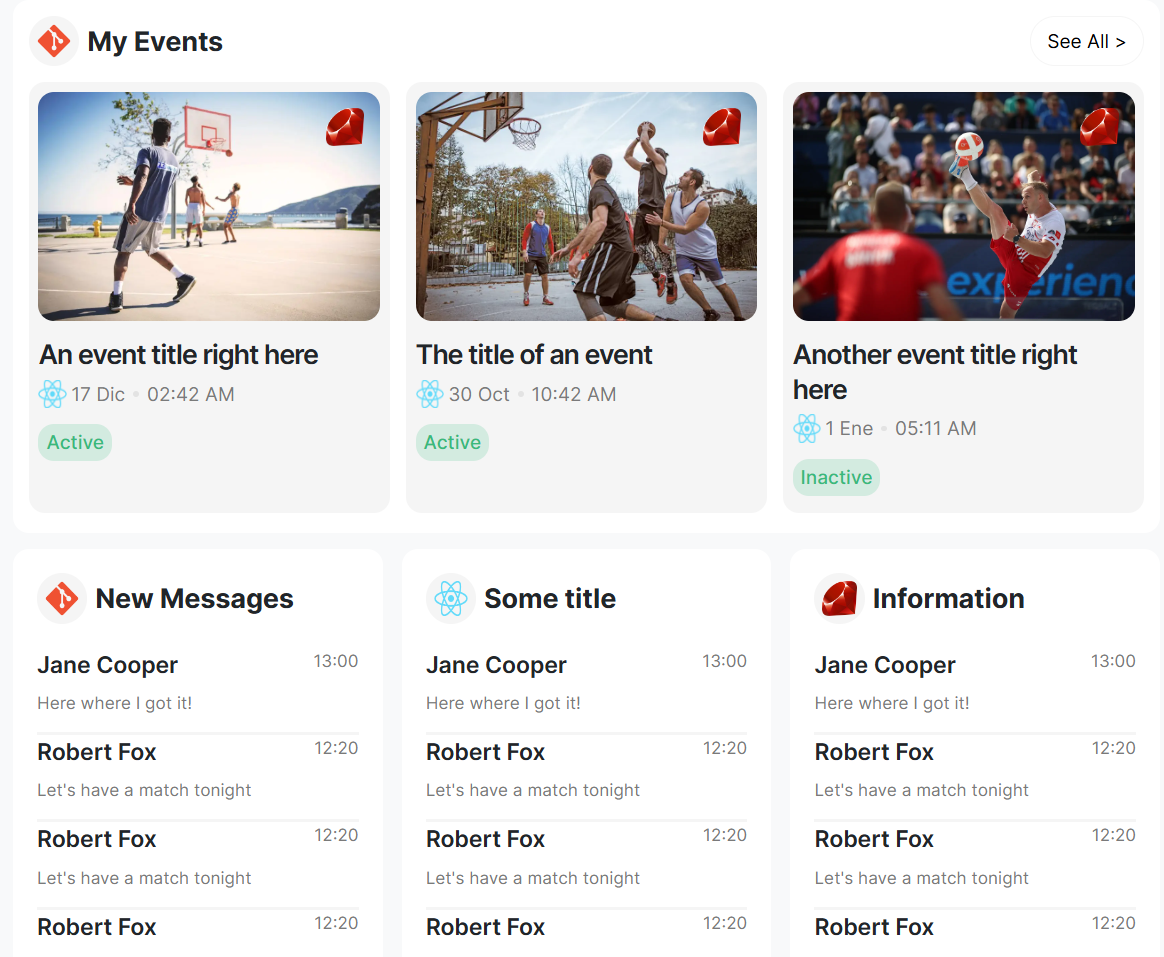 My Events
See All >
An event title right here
17 Dic • 02:42 AM
Active
The title of an event
30 Oct • 10:42 AM
Active
experienc
Another event title right
here
1 Ene • 05:11 AM
Inactive
New Messages
Jane Cooper 13:00
Here where I got it!
Robert Fox 12:20
Let's have a match tonight
Robert Fox 12:20
Let's have a match tonight
Robert Fox 12:20
Some title
Jane Cooper 13:00
Here where I got it!
Robert Fox 12:20
Let's have a match tonight
Robert Fox 12:20
Let's have a match tonight
Robert Fox 12:20
Information
Jane Cooper 13:00
Here where I got it!
Robert Fox 12:20
Let's have a match tonight
Robert Fox 12:20
Let's have a match tonight
Robert Fox 12:20